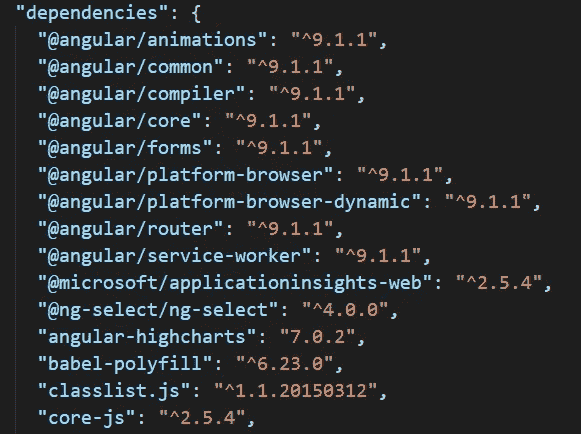 "dependencies": {
"@angular/animations": "^9.1.1",
"@angular/common": "^9.1.1",
"@angular/compiler": "^9.1.1",
"@angular/core": "^9.1.1",
"@angular/forms": "^9.1.1",
"@angular/platform-browser": "^9.1.1",
"@angular/platform-browser-dynamic": "^9.1.1",
"@angular/router": "^9.1.1",
"@angular/service-worker": "^9.1.1",
"@microsoft/applicationinsights-web": "^2.5.4",
"@ng-select/ng-select": "^4.0.0",
"angular-highcharts": "7.0.2",
"babel-polyfill": "^6.23.0",
"classlist.js": "^1.1.20150312",
"core-js": "^2.5.4",